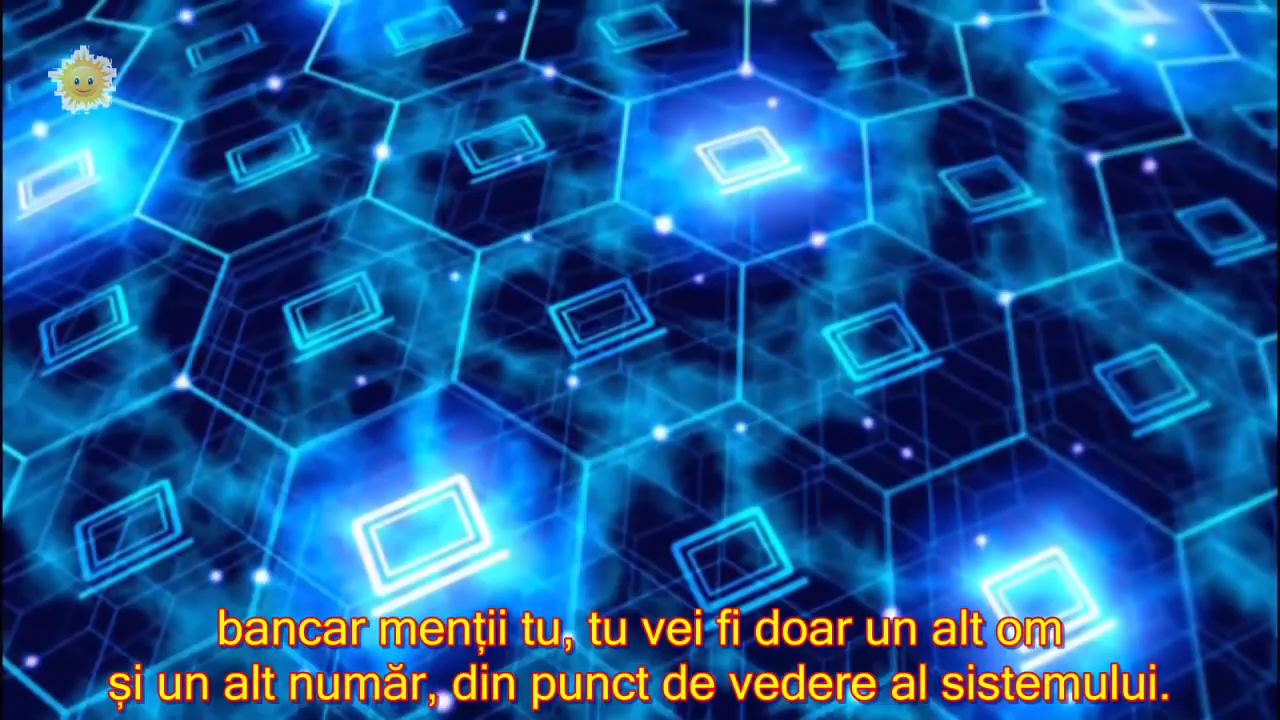 bancar menții tu, tu vei fi doar un alt om
și un alt număr, din punct de vedere al sistemului.